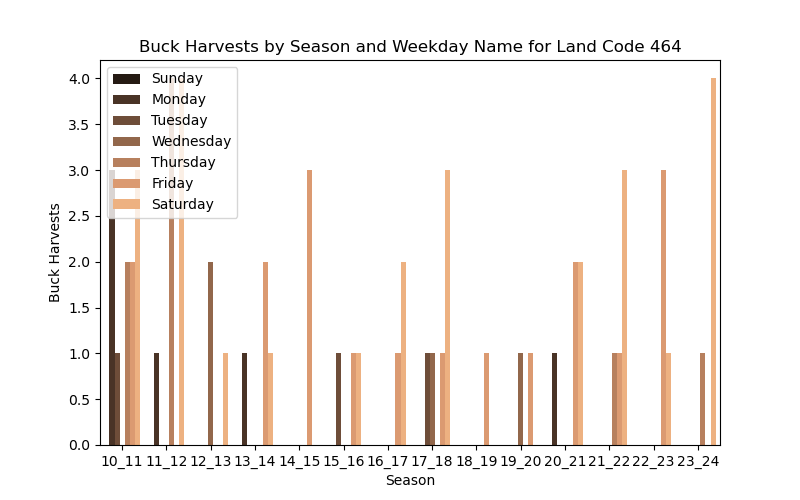 Buck Harvests by Season and Weekday Name for Land Code 464
4.0
3.5
3.0
2.5
2.0
1.5
1.0
0.5
0.0
Buck Harvests
Sunday
Monday
Tuesday
Wednesday
Thursday
Friday
Saturday
10_11 11_12 12_13 13_14 14_15 15_16 16_17 17_18 18_19 19_20 20_21 21_22 22_23 23_24
Season